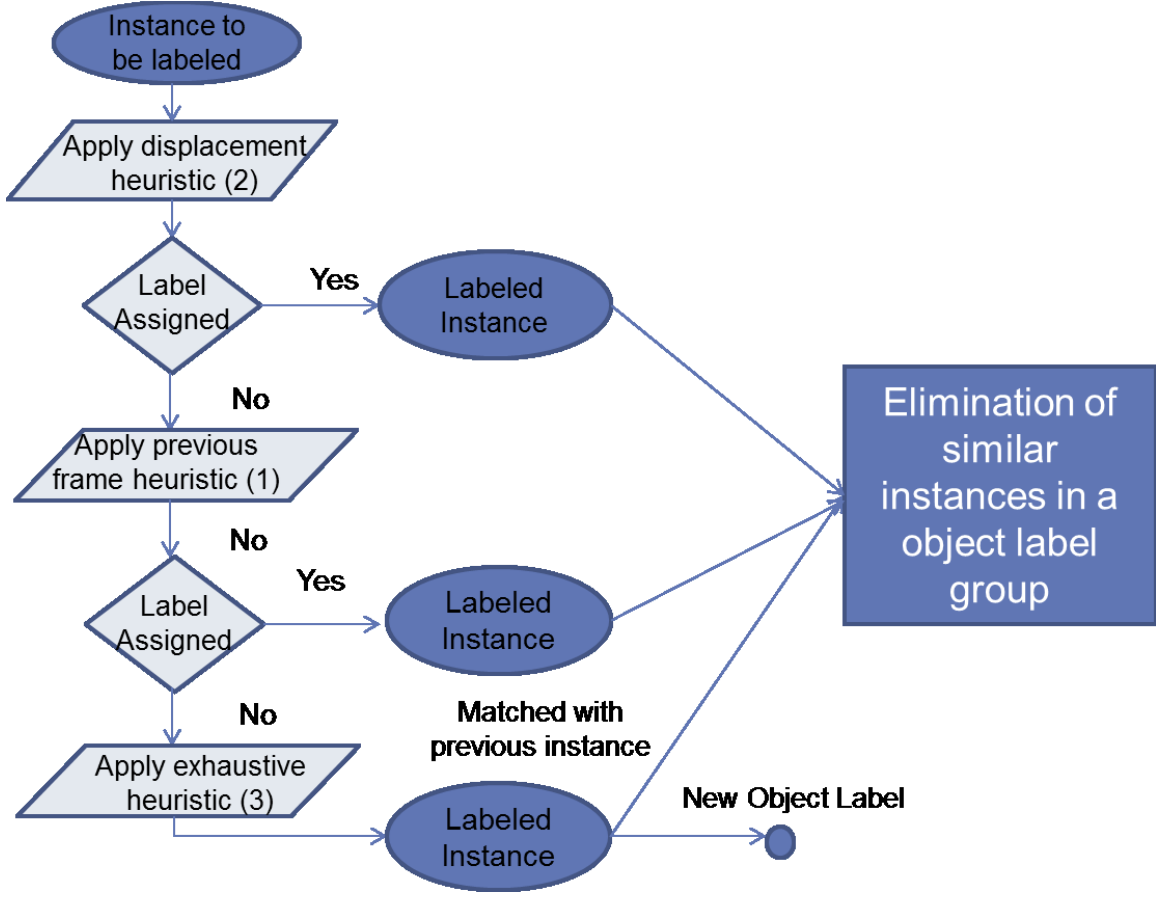 Instance to
be labeled
Apply displacement
heuristic (2)
Label
Assigned
Yes
Labeled
Instance
No
Apply previous
frame heuristic (1)
No
Label
Assigned
Yes
Labeled
Instance
No
Apply exhaustive
heuristic (3)
Labeled
Instance
Matched with
previous instance
New Object Label
Elimination of
similar
instances in a
object label
group